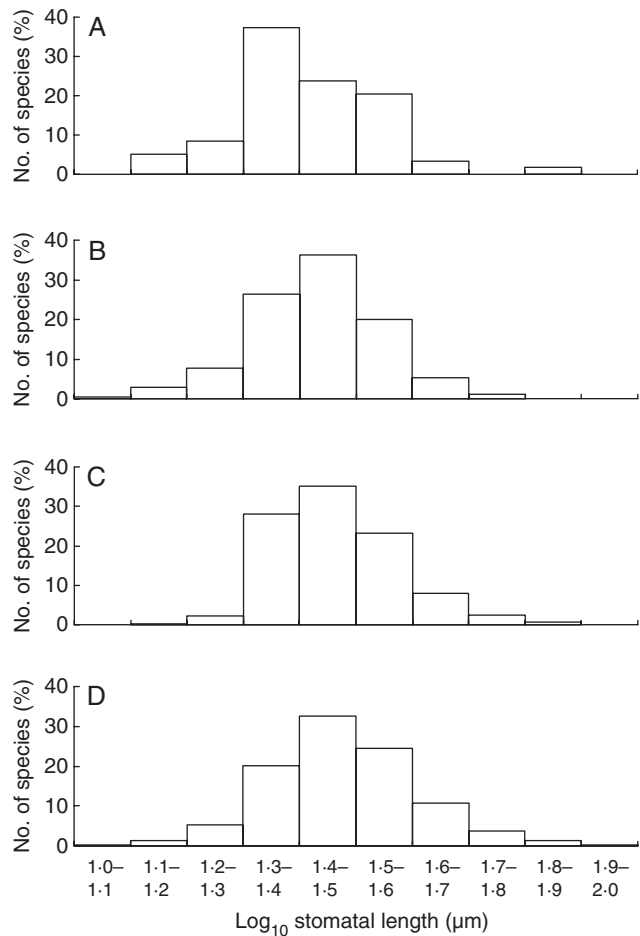 A
No. of species (%)
40
30
20
10
0
B
No. of species (%)
40
30
20
10
0
C
No. of species (%)
40
30
20
10
0
D
No. of species (%)
40
30
20
10
0
1·0– 1·1– 1·2– 1·3– 1·4– 1·5– 1·6– 1·7– 1·8– 1·9–
1·1 1·2 1·3 1·4 1·5 1·6 1·7 1·8 1·9 2·0
Log10 stomatal length (µm)